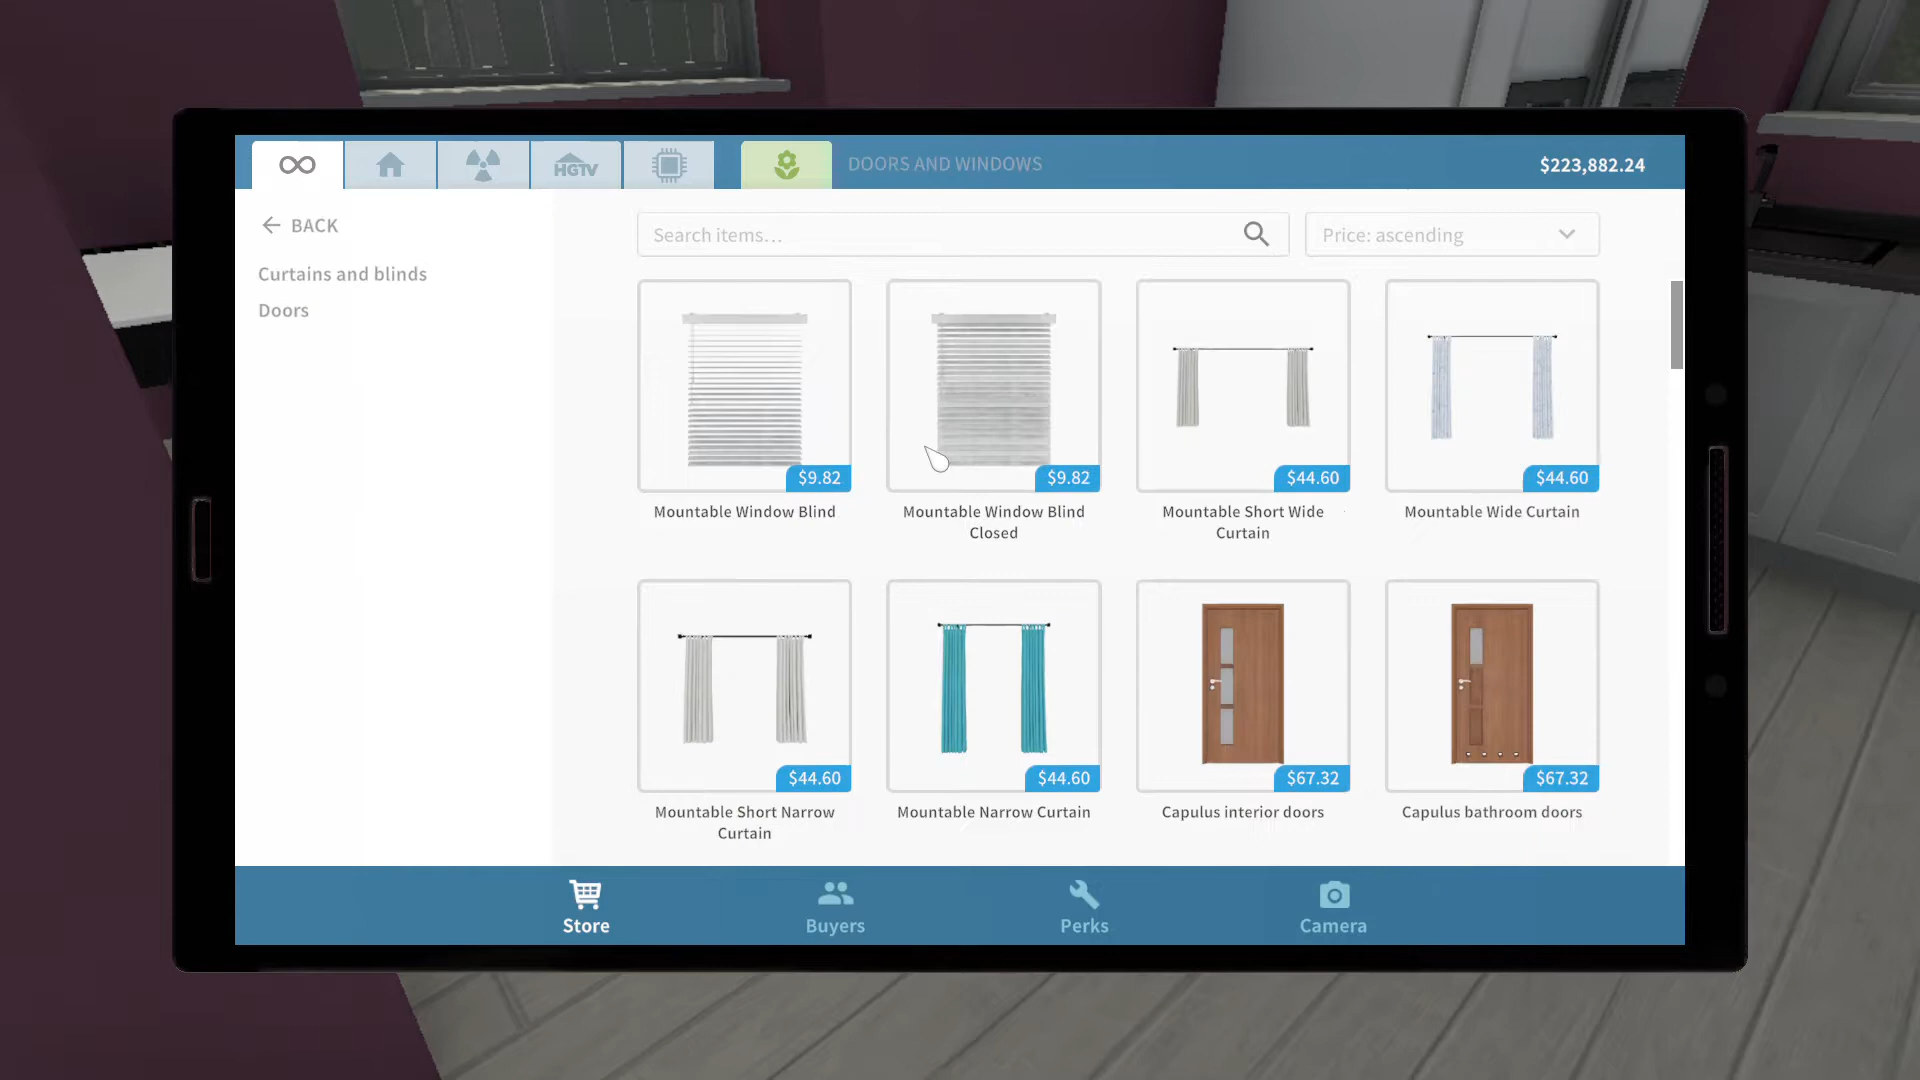 HGTV
DOORS AND WINDOWS
$223,882.24
BACK
Search items...
Price: ascending
Curtains and blinds
Doors
$9.82
$9.82
$44.60
$44.60
Mountable Window Blind
Mountable Window Blind
Closed
Mountable Short Wide
Curtain
Mountable Wide Curtain
$44.60
$44.60
$67.32
$67.32
Mountable Short Narrow
Curtain
Mountable Narrow Curtain
Capulus interior doors
Capulus bathroom doors
Store
Buyers
Perks
Camera